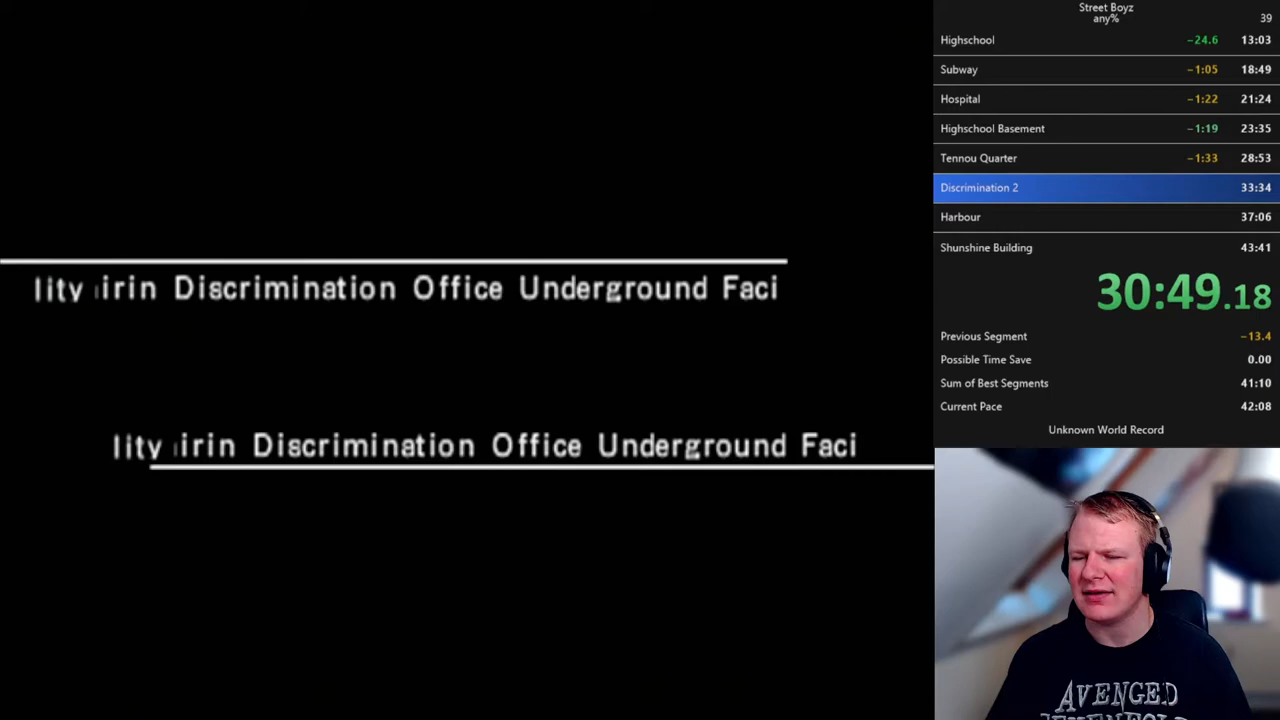 Street Boyz
any%
39
Highschool -24.6 13:03
Subway -1:05 18:49
Hospital -1:22 21:24
Highschool Basement -1:19 23:35
Tennou Quarter -1:33 28:53
Discrimination 2 33:34
Harbour 37:06
Shunshine Building 43:41
30:49.18
Previous Segment -13.4
Possible Time Save 0.00
Sum of Best Segments 41:10
Current Pace 42:08
Unknown World Record
lity irin Discrimination Office Underground Faci
lity irin Discrimination Office Underground Faci
AVENGED